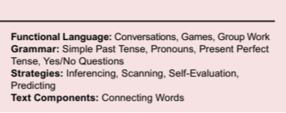 Functional Language: Conversations, Games, Group Work
Grammar: Simple Past Tense, Pronouns, Present Perfect
Tense, Yes/No Questions
Strategies: Inferencing, Scanning, Self-Evaluation,
Predicting
Text Components: Connecting Words